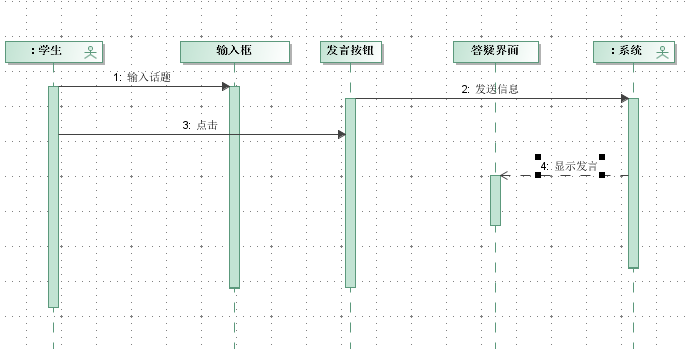 ：学生
输入框
发言按钮
答疑界面
：系统
1: 输入话题
2: 发送信息
3: 点击
4: 显示发言